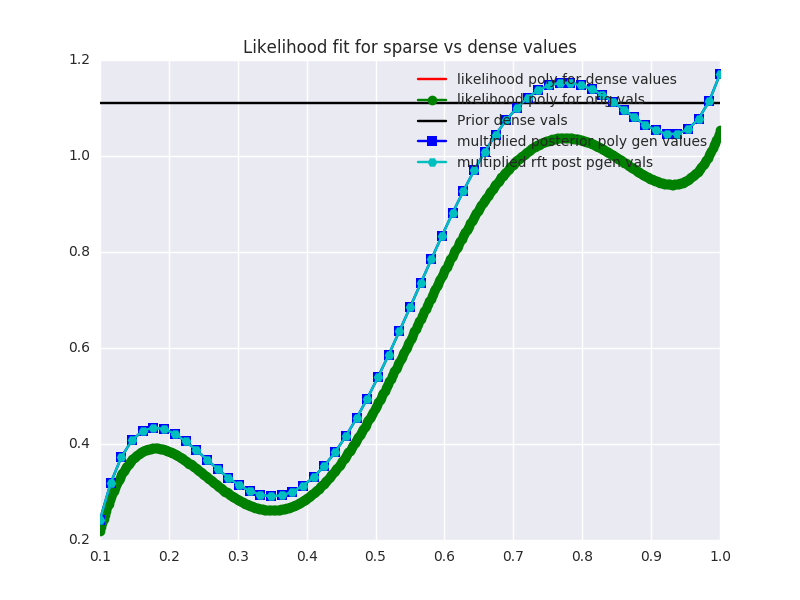 Likelihood fit for sparse vs dense values
1.2
likelihood poly for dense values
likelihood poly for orig vals
Prior dense vals
multiplied posterior poly gen values
multiplied rft post pgen vals
1.0
0.8
0.6
0.4
0.2
0.1 0.2 0.3 0.4 0.5 0.6 0.7 0.8 0.9 1.0